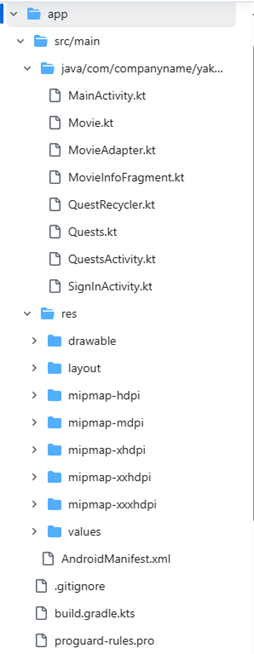 app
src/main
java/com/companyname/yak...
MainActivity.kt
Movie.kt
MovieAdapter.kt
MovieInfoFragment.kt
QuestRecycler.kt
Quests.kt
QuestsActivity.kt
SignInActivity.kt
res
drawable
layout
mipmap-hdpi
mipmap-mdpi
mipmap-xhdpi
mipmap-xxhdpi
mipmap-xxxhdpi
values
AndroidManifest.xml
.gitignore
build.gradle.kts
proguard-rules.pro